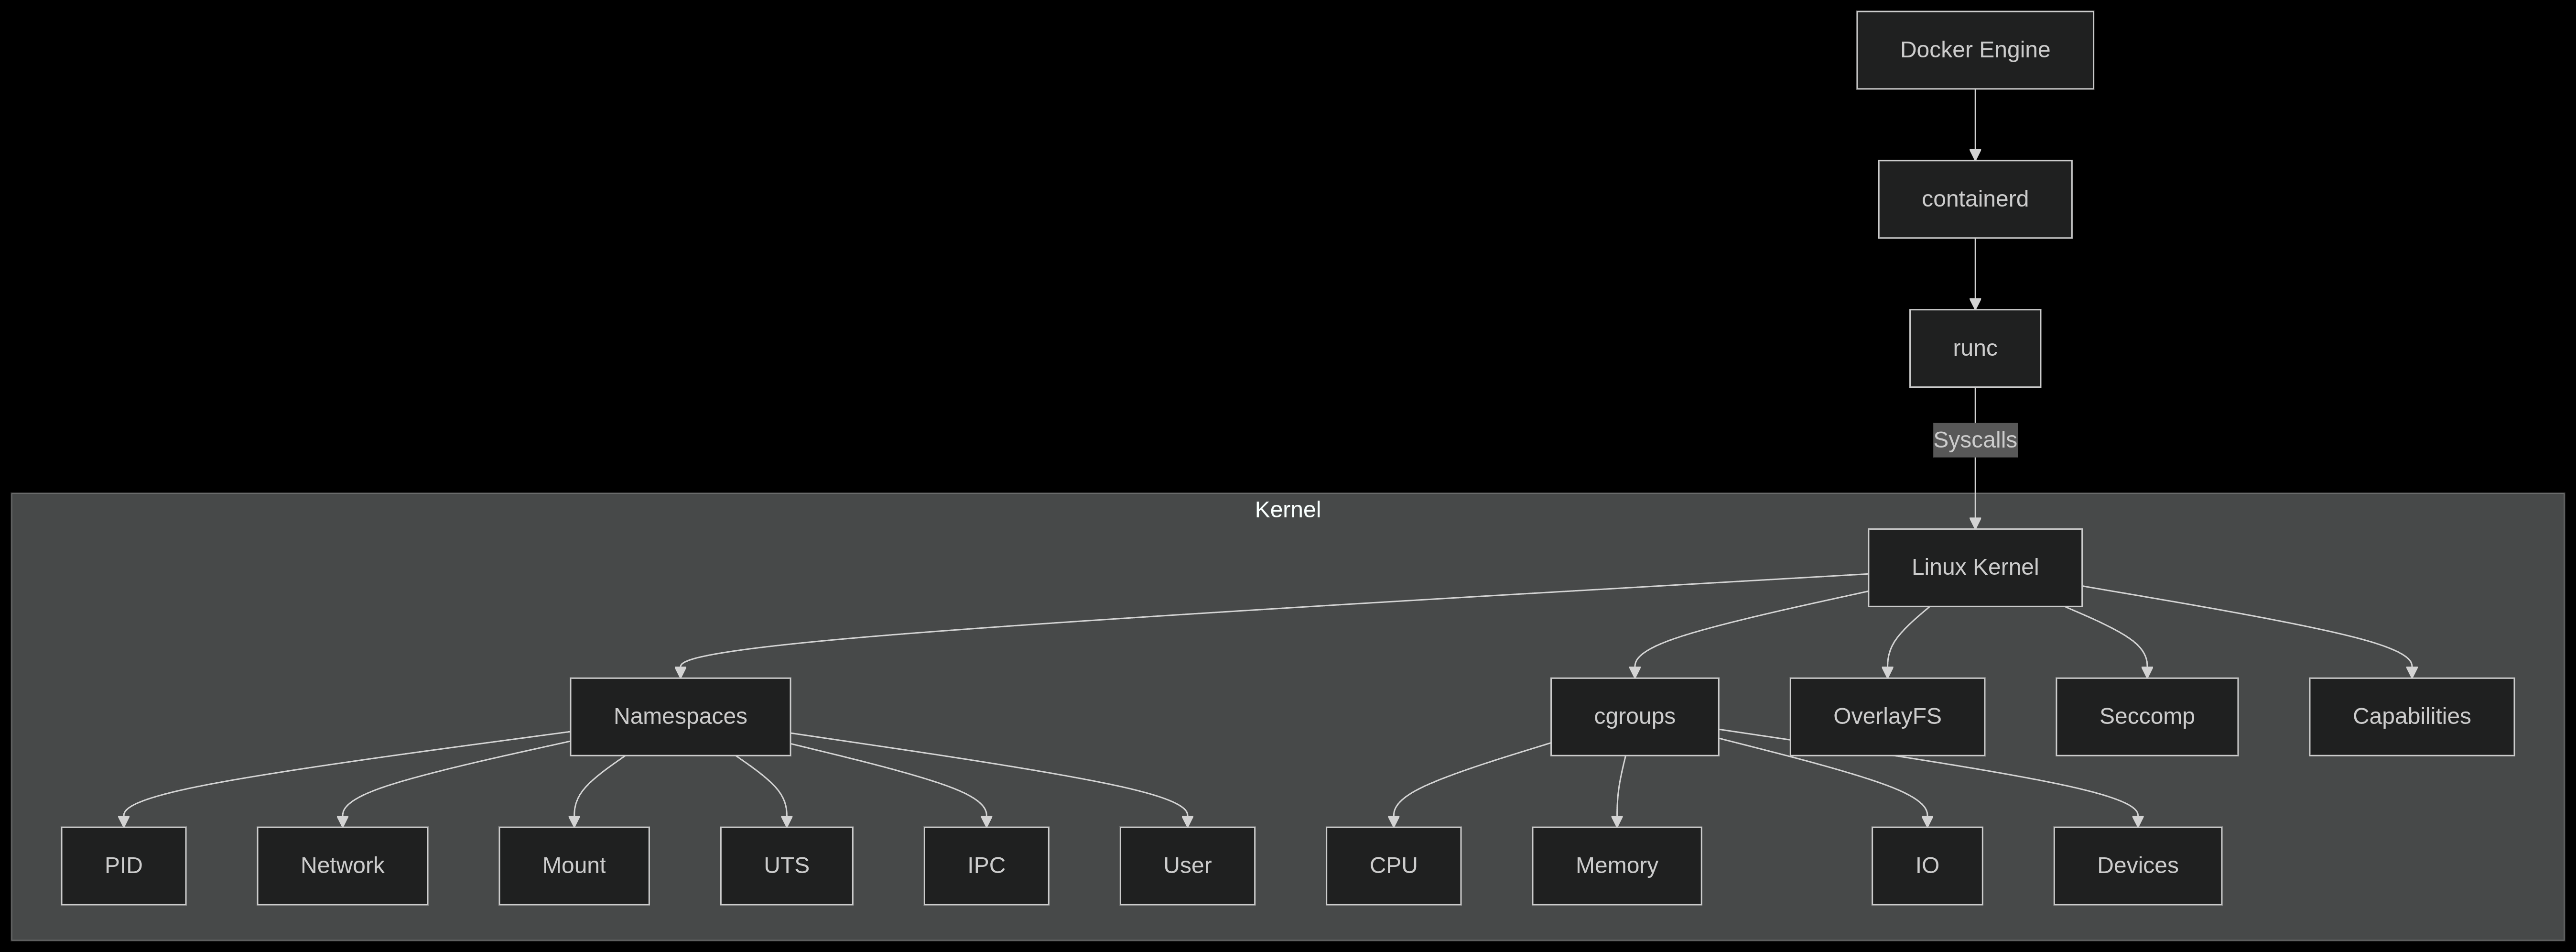 Docker Engine
containerd
runc
Syscalls
Kernel
Linux Kernel
Namespaces
cgroups
OverlayFS
Seccomp
Capabilities
PID
Network
Mount
UTS
IPC
User
CPU
Memory
IO
Devices